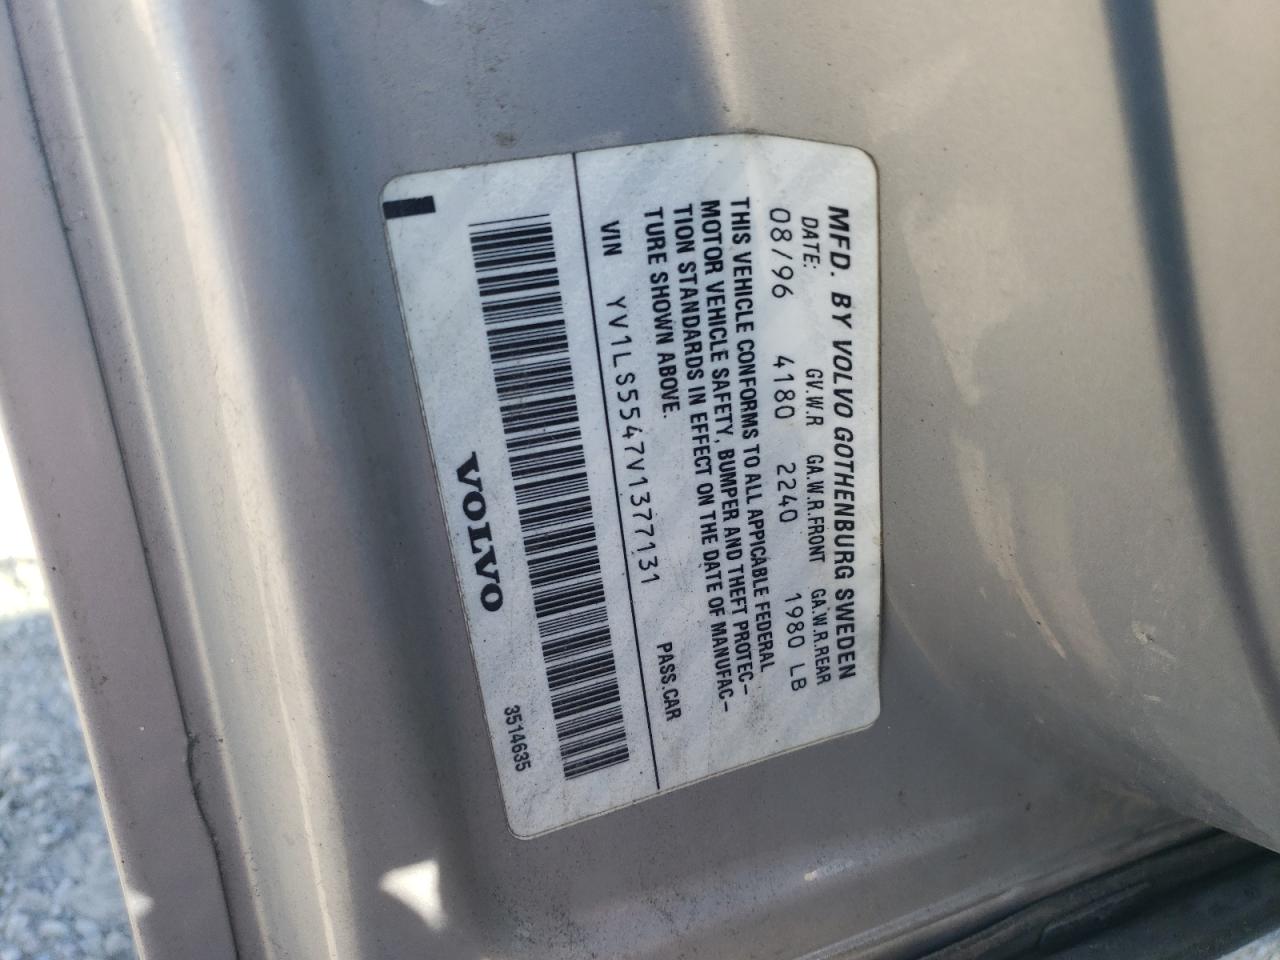 MFD. BY VOLVO GOTHENBURG SWEDEN
DATE: GV.W.R GA.W.R.FRONT GA.W.R.REAR
08/96 4180 2240 1980 LB
THIS VEHICLE CONFORMS TO ALL APPICABLE FEDERAL
MOTOR VEHICLE SAFETY, BUMPER AND THEFT PROTEC-
TION STANDARDS IN EFFECT ON THE DATE OF MANUFAC-
TURE SHOWN ABOVE.
VIN YV1LS5547V1377131 PASS.CAR
VOLVO 3514635